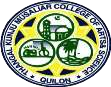 THANGAL KUNJU MUSALIAR COLLEGE OF ARTS & SCIENCE
QUILON